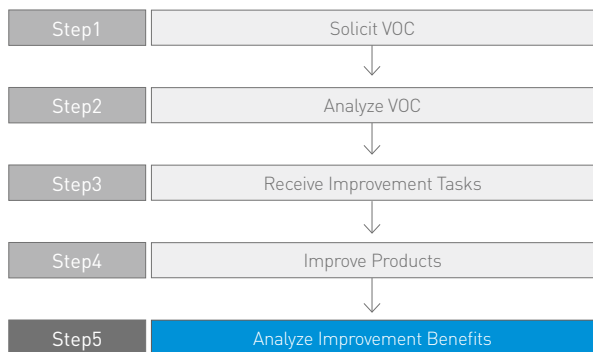 Step1 Solicit VOC
Step2 Analyze VOC
Step3 Receive Improvement Tasks
Step4 Improve Products
Step5 Analyze Improvement Benefits